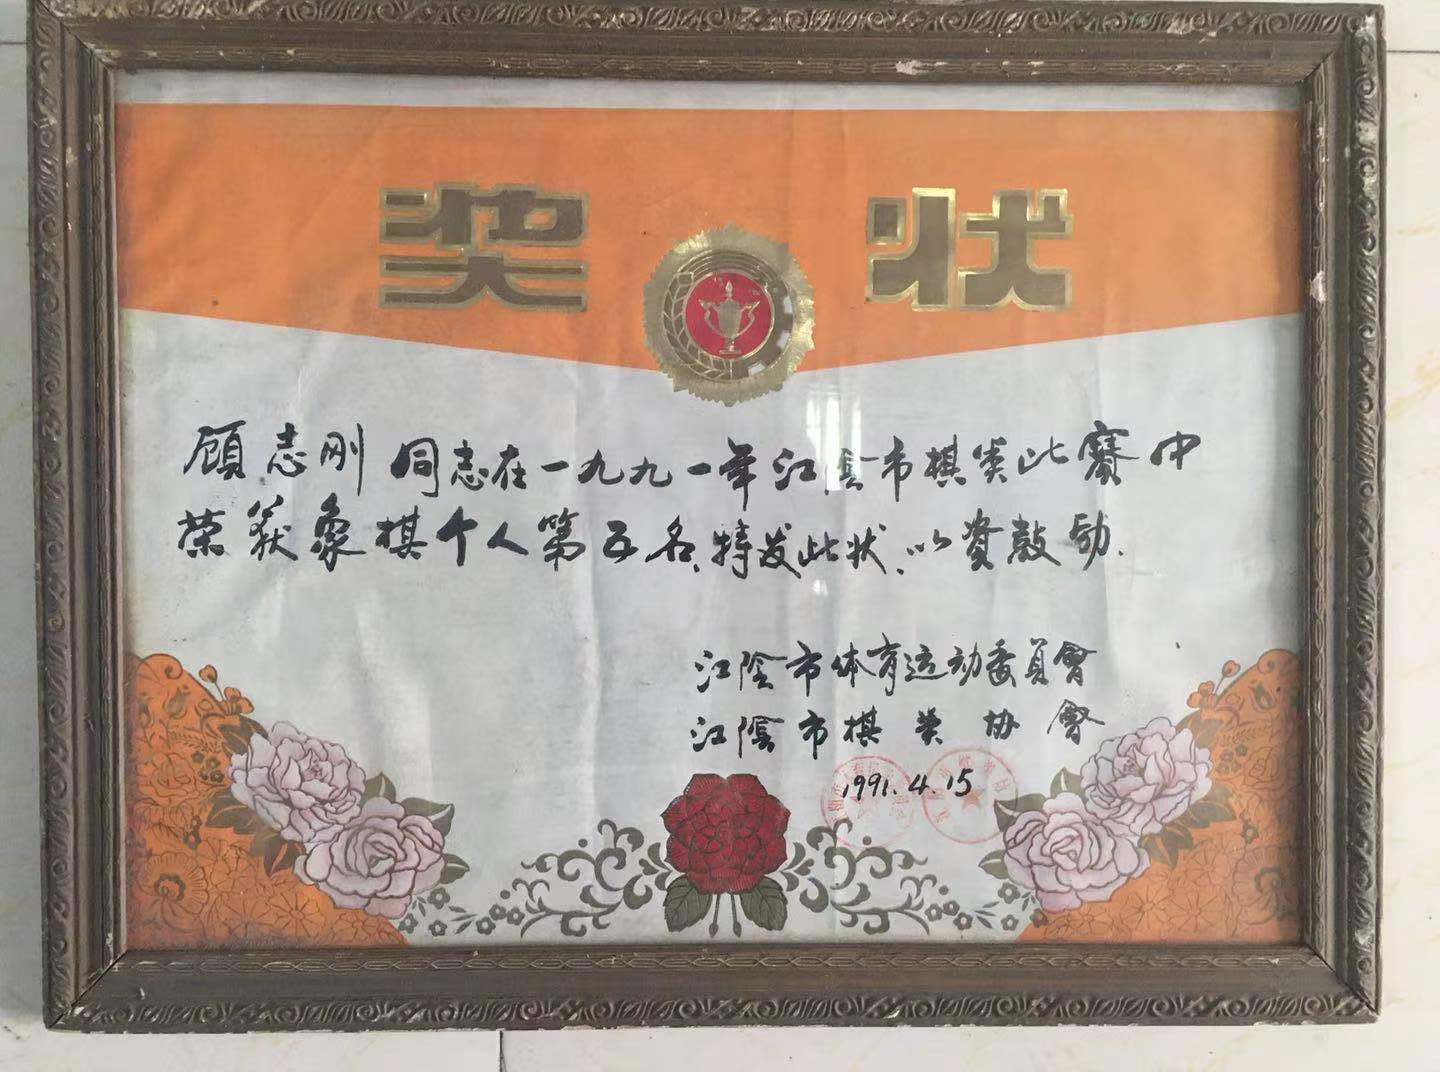 奖状
顾志刚 同志在一九九一年江阴市棋类比赛中
荣获象棋个人第五名、特发此状、以资鼓励.
江阴市体育运动委员會
江阴市棋类协會
1991.4.15